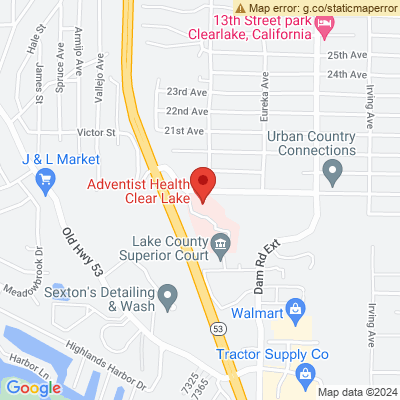 Map error: g.co/staticmaperror
13th Street park
Clearlake, California
Hale St
James St
Spruce Ave
Armijo Ave
Vallejo Ave
25th Ave
24th Ave
23rd Ave
22nd Ave
21st Ave
Eureka Ave
Irving Ave
Victor St
Urban Country
Connections
J & L Market
Adventist Health
Clear Lake
Old Hwy 53
Lake County
Superior Court
Dam Rd Ext
Meadowbrook Dr
Sexton's Detailing
& Wash
Walmart
Irving Ave
53
Tractor Supply Co
Harbor Ln
Highlands Harbor Dr
7325
7365
Google
Map data ©2024